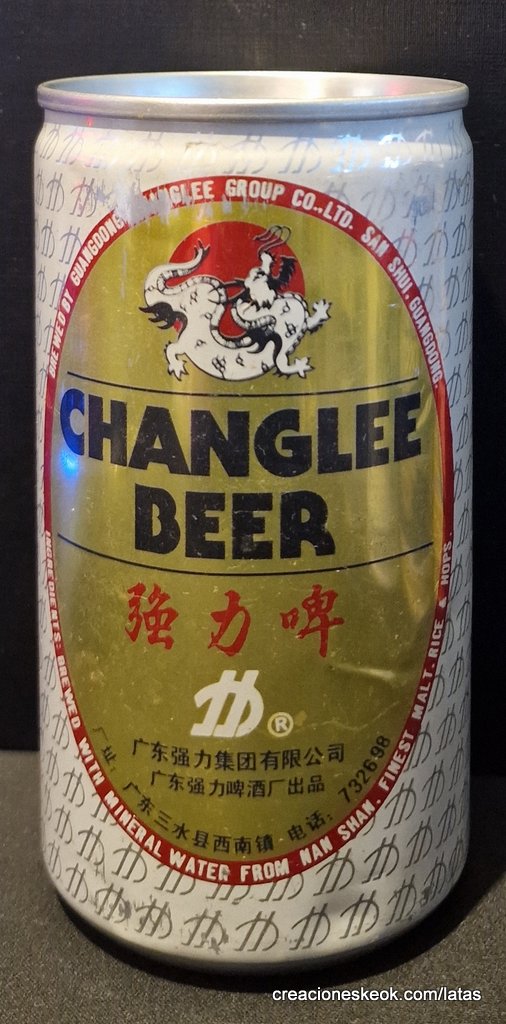 BREWED BY GUANGDONG CHANGLEE GROUP CO.,LTD. SAN SHUI, GUANGDONG
CHANGLEE
BEER
強力啤
®
广东强力集团有限公司
广东强力啤酒厂出品
厂址: 广东三水县西南镇 电话: 732698
INGREDIENTS: BREWED WITH MINERAL WATER FROM NAN SHAN, FINEST MALT, RICE & HOPS.
creacioneskeok.com/latas